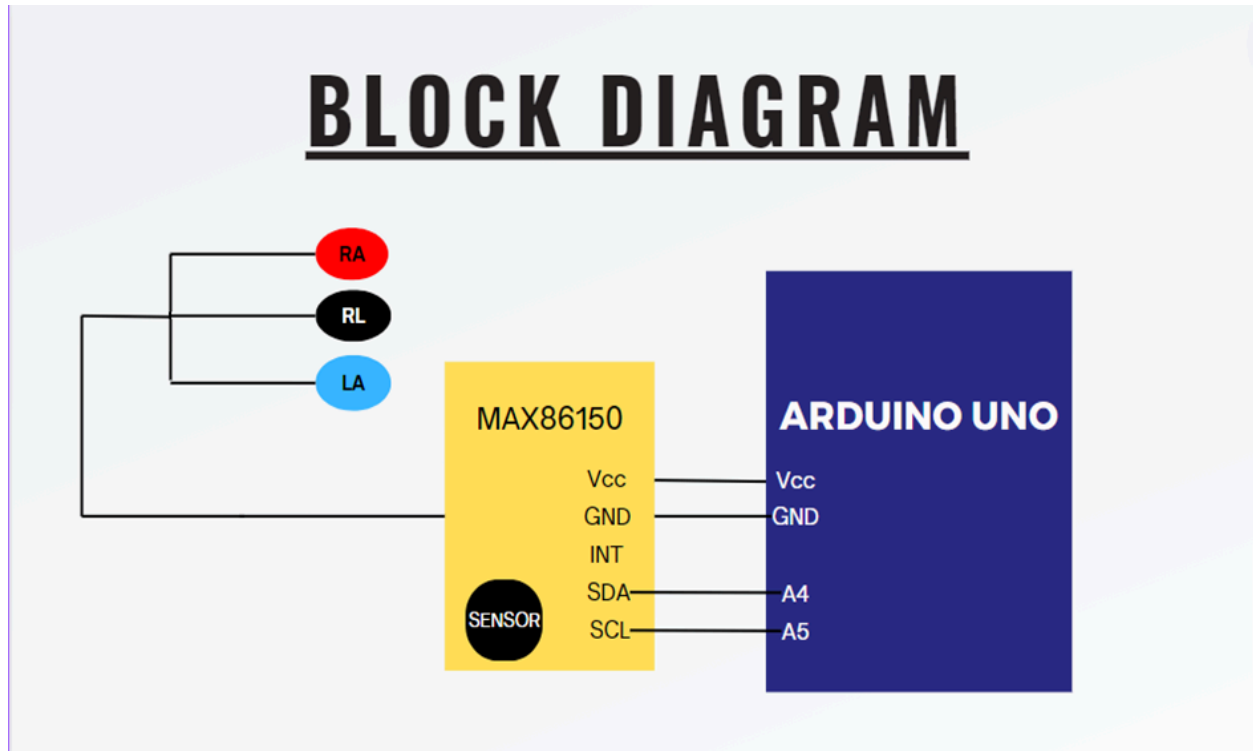 BLOCK DIAGRAM
RA
RL
LA
MAX86150
Vcc
GND
INT
SDA
SCL
SENSOR
ARDUINO UNO
Vcc
GND
A4
A5